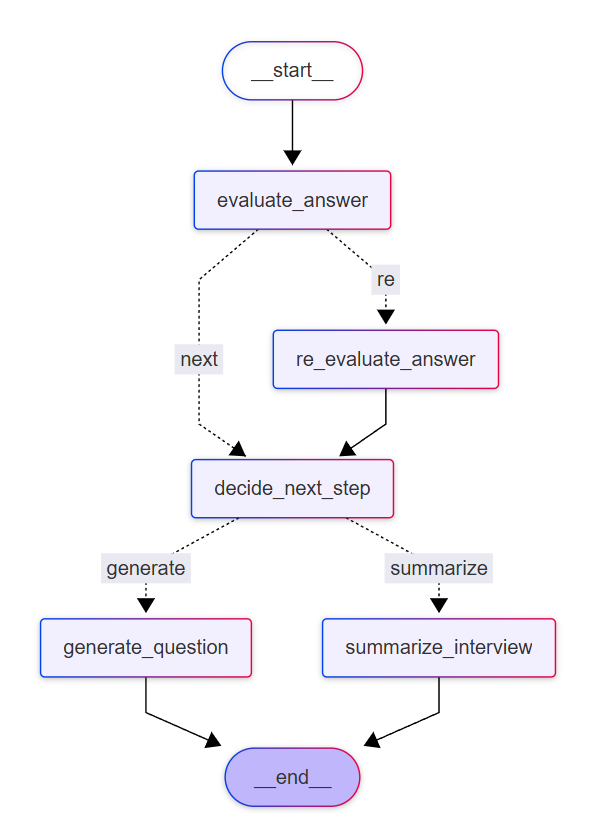 __start__
evaluate_answer
re
next
re_evaluate_answer
decide_next_step
generate
summarize
generate_question
summarize_interview
__end__